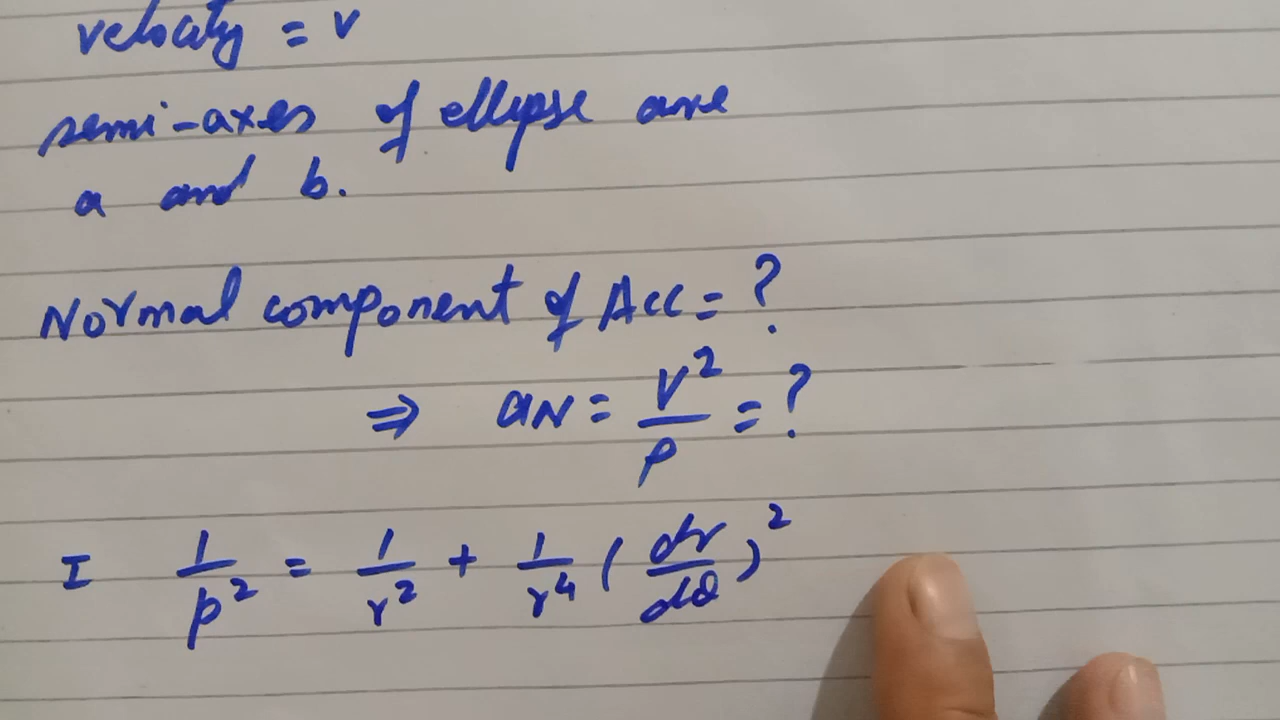 velocity = v
semi-axes of ellipse are
a and b.
Normal component of Acc = ?
⇒ aN = V²/ρ = ?
I 1/p² = 1/r² + 1/r⁴ (dr/dθ)²